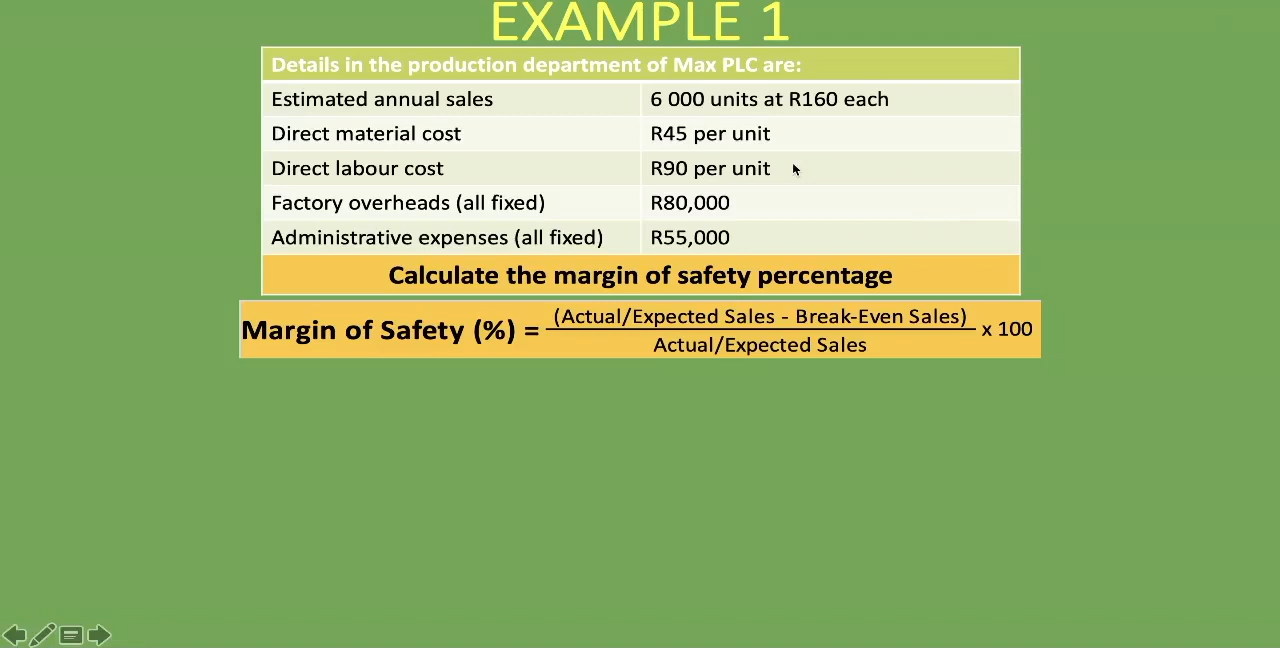 EXAMPLE 1
Details in the production department of Max PLC are:
Estimated annual sales 6 000 units at R160 each
Direct material cost R45 per unit
Direct labour cost R90 per unit
Factory overheads (all fixed) R80,000
Administrative expenses (all fixed) R55,000
Calculate the margin of safety percentage
(Actual/Expected Sales - Break-Even Sales)
Margin of Safety (%) = x 100
Actual/Expected Sales